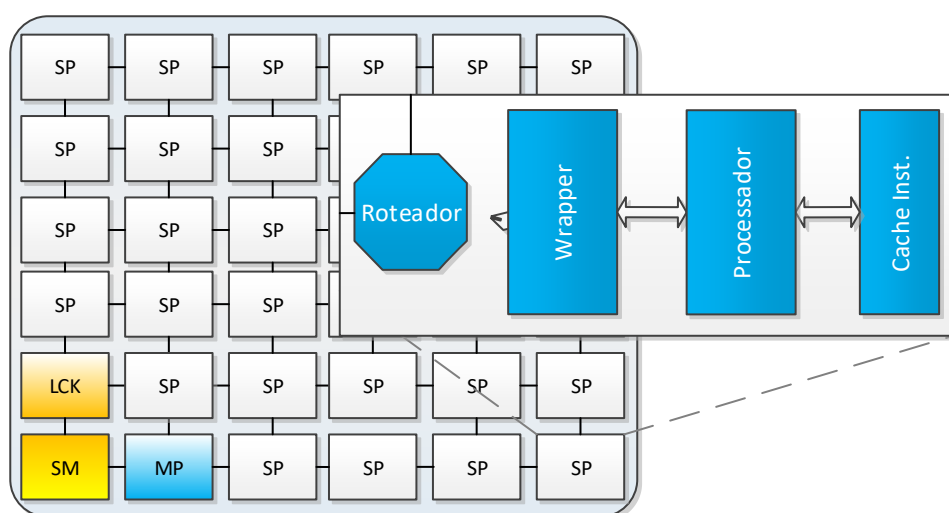 SP SP SP SP SP SP
SP SP SP
Roteador
Wrapper
Processador
Cache Inst.
SP SP SP
SP SP SP
LCK SP SP SP SP SP
SM MP SP SP SP SP